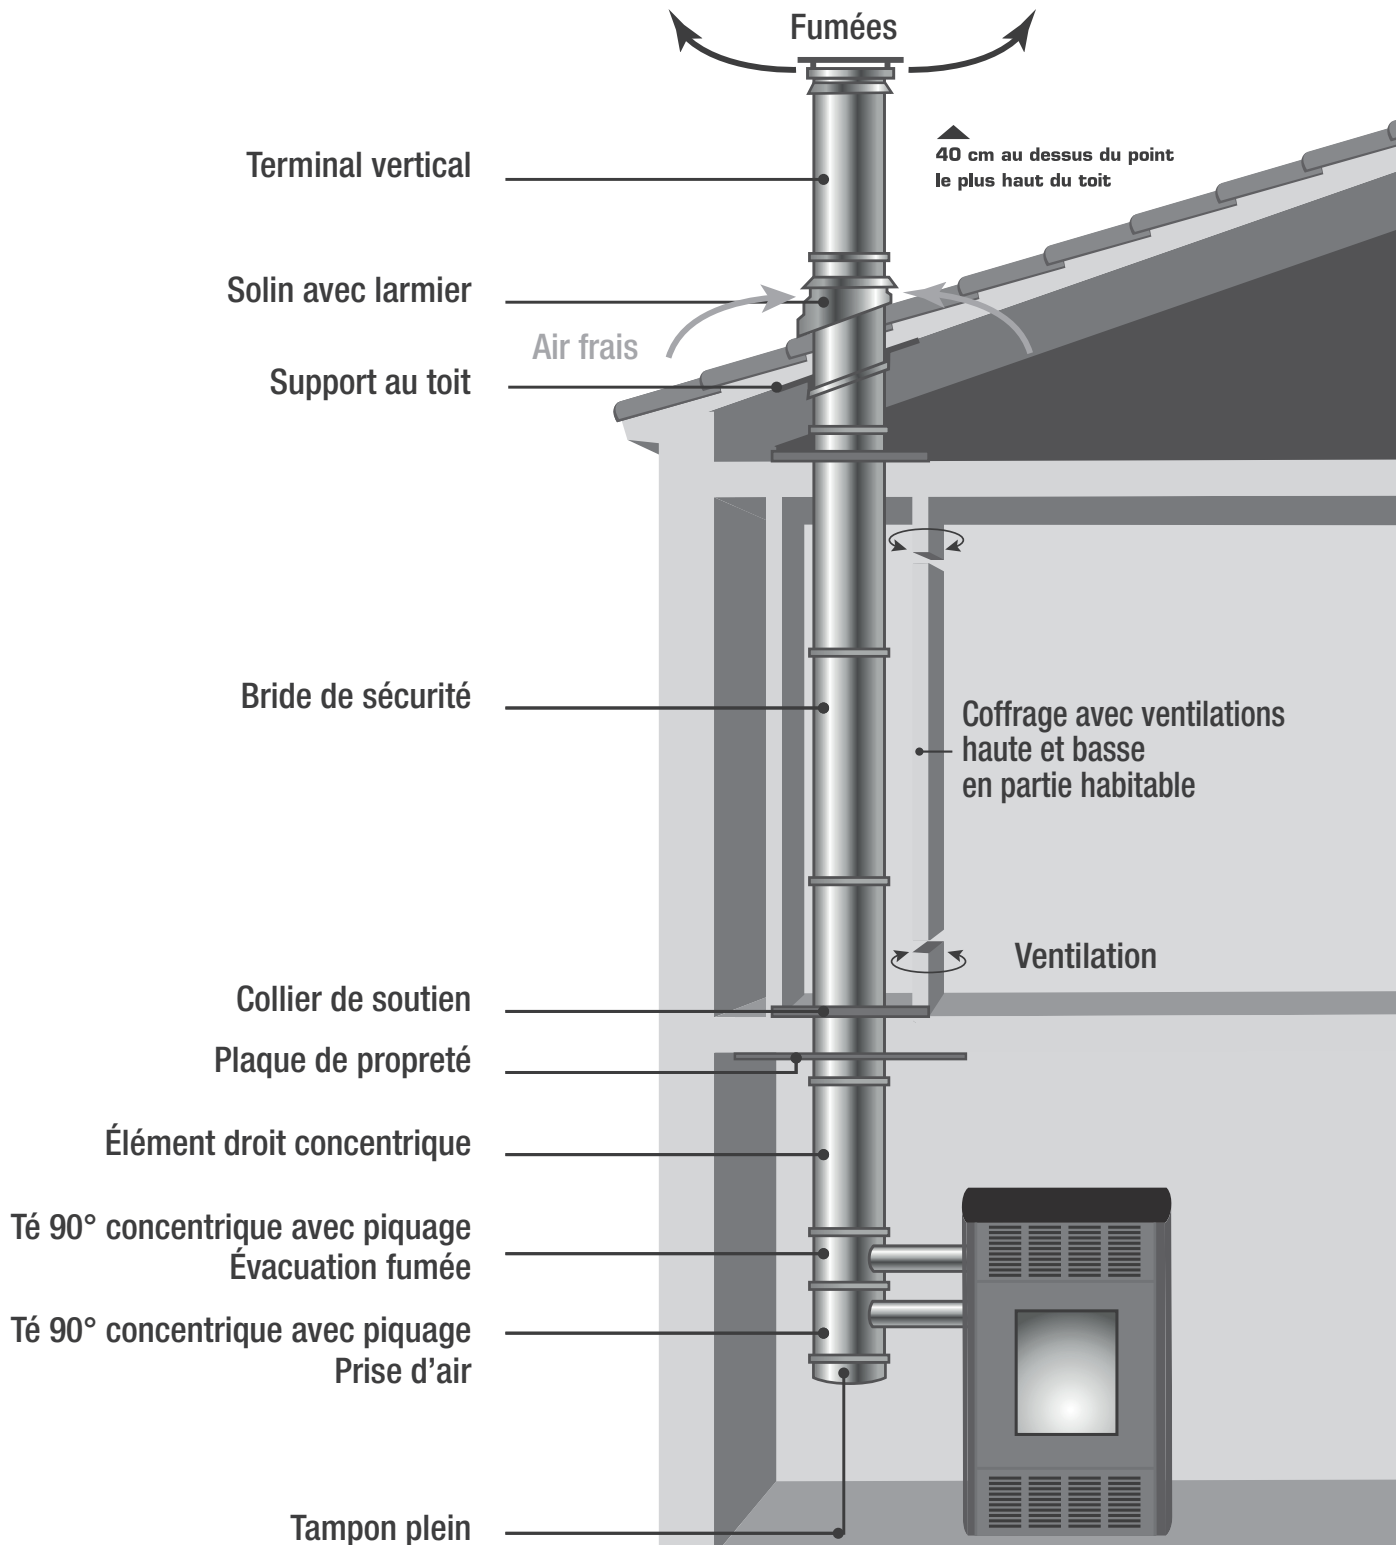 Fumées
40 cm au dessus du point
le plus haut du toit
Terminal vertical
Solin avec larmier
Air frais
Support au toit
Bride de sécurité
Coffrage avec ventilations
haute et basse
en partie habitable
Ventilation
Collier de soutien
Plaque de propreté
Élément droit concentrique
Té 90° concentrique avec piquage
Évacuation fumée
Té 90° concentrique avec piquage
Prise d'air
Tampon plein